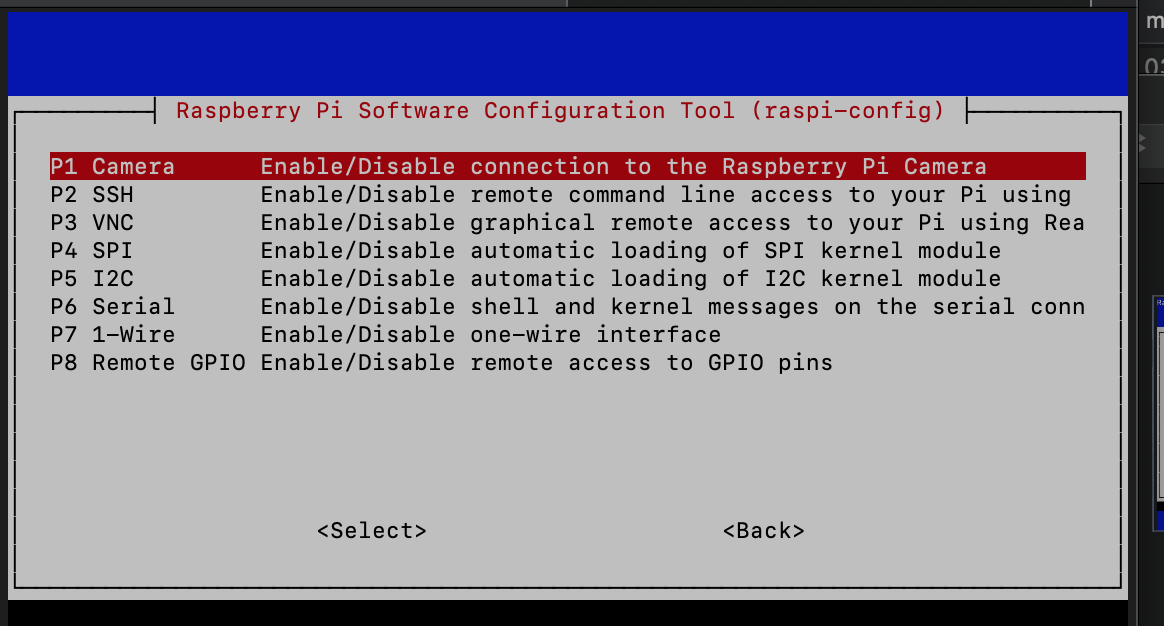 Raspberry Pi Software Configuration Tool (raspi-config)
P1 Camera Enable/Disable connection to the Raspberry Pi Camera
P2 SSH Enable/Disable remote command line access to your Pi using
P3 VNC Enable/Disable graphical remote access to your Pi using Rea
P4 SPI Enable/Disable automatic loading of SPI kernel module
P5 I2C Enable/Disable automatic loading of I2C kernel module
P6 Serial Enable/Disable shell and kernel messages on the serial conn
P7 1-Wire Enable/Disable one-wire interface
P8 Remote GPIO Enable/Disable remote access to GPIO pins
<Select> <Back>